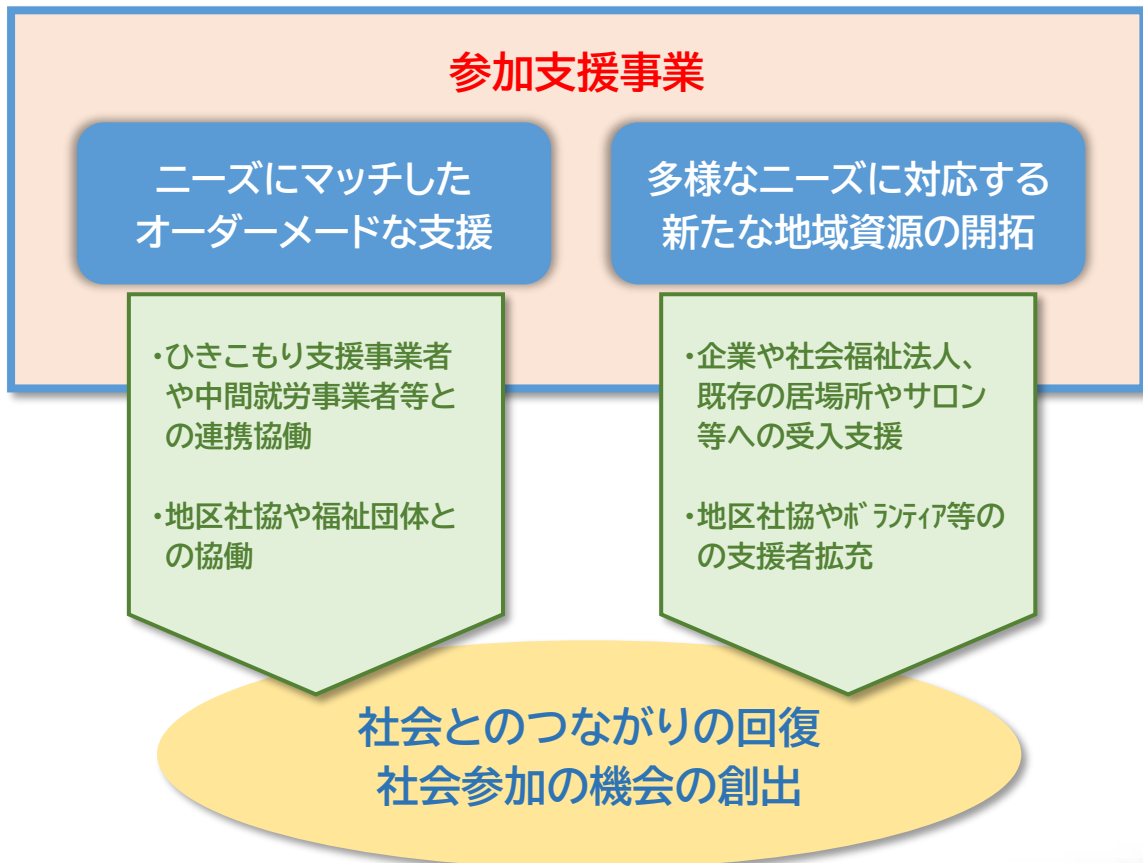 参加支援事業
ニーズにマッチした
オーダーメードな支援
・ひきこもり支援事業者
や中間就労事業者等と
の連携協働
・地区社協や福祉団体と
の協働
多様なニーズに対応する
新たな地域資源の開拓
・企業や社会福祉法人、
既存の居場所やサロン
等への受入支援
・地区社協やﾎﾞﾗﾝﾃｨｱ等の
の支援者拡充
社会とのつながりの回復
社会参加の機会の創出